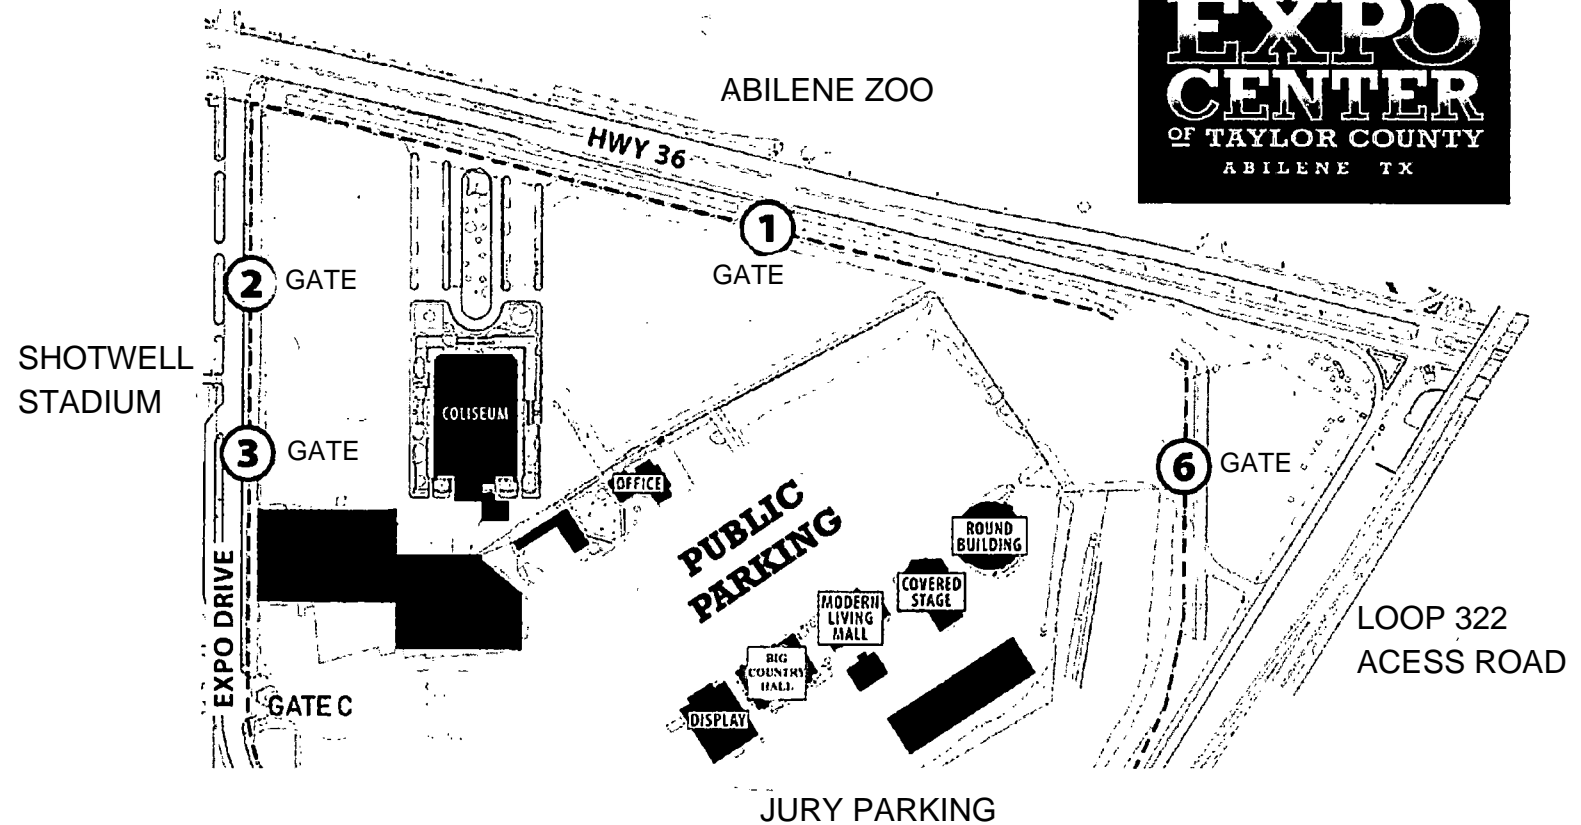 EXPO
CENTER
OF TAYLOR COUNTY
ABILENE TX
ABILENE ZOO
HWY 36
1
GATE
2 GATE
SHOTWELL
STADIUM
COLISEUM
3 GATE
6 GATE
OFFICE
PUBLIC
PARKING
ROUND
BUILDING
COVERED
STAGE
MODERN
LIVING
MALL
BIG
COUNTRY
HALL
DISPLAY
EXPO DRIVE
GATE C
LOOP 322
ACESS ROAD
JURY PARKING